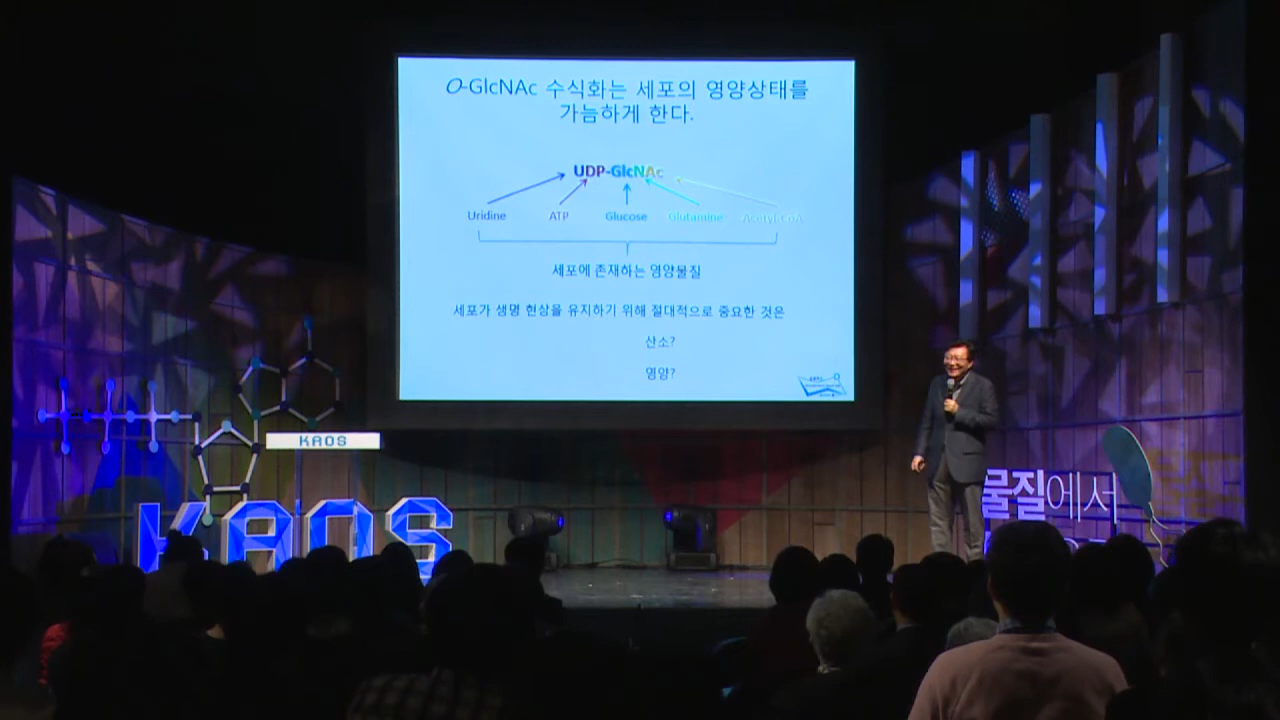 O-GlcNAc 수식화는 세포의 영양상태를
가늠하게 한다.
UDP-GlcNAc
Uridine ATP Glucose Glutamine Acetyl-CoA
세포에 존재하는 영양물질
세포가 생명 현상을 유지하기 위해 절대적으로 중요한 것은
산소?
영양?
KAOS
KAOS
물질에서